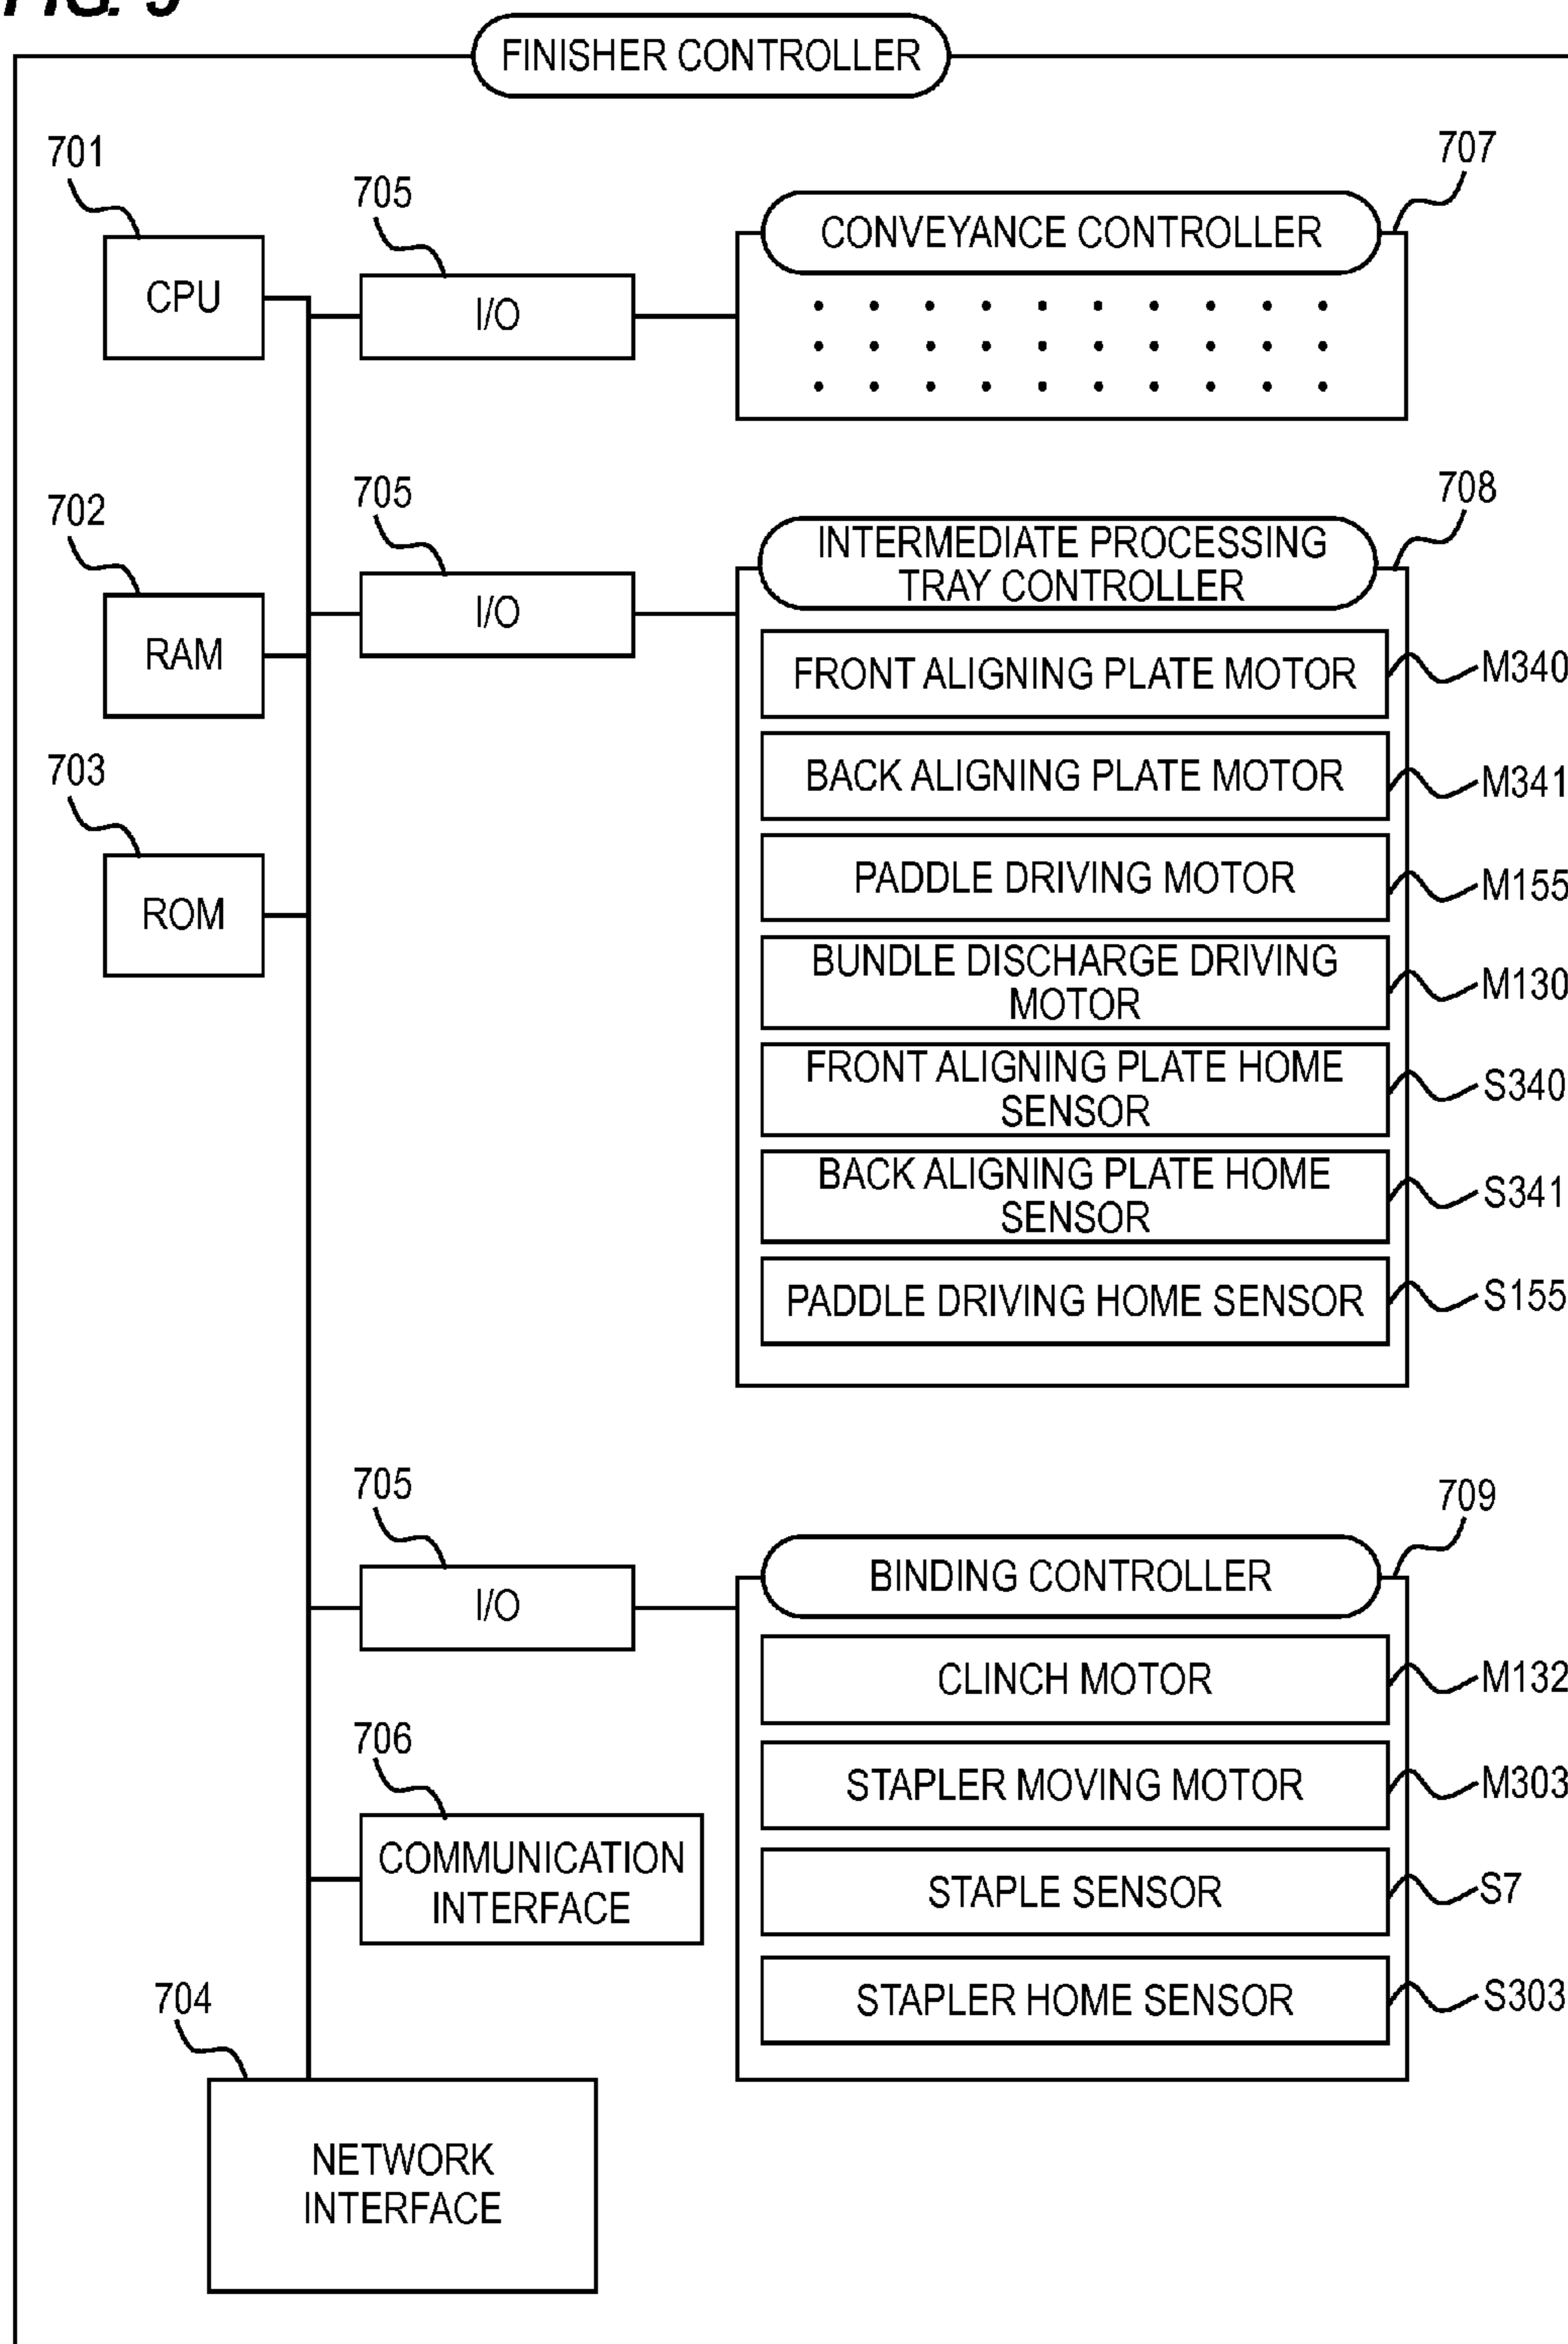 FINISHER CONTROLLER
701
705
707
CPU
I/O
CONVEYANCE CONTROLLER
702
705
708
RAM
I/O
INTERMEDIATE PROCESSING
TRAY CONTROLLER
FRONT ALIGNING PLATE MOTOR
M340
703
BACK ALIGNING PLATE MOTOR
M341
ROM
PADDLE DRIVING MOTOR
M155
BUNDLE DISCHARGE DRIVING
MOTOR
M130
FRONT ALIGNING PLATE HOME
SENSOR
S340
BACK ALIGNING PLATE HOME
SENSOR
S341
PADDLE DRIVING HOME SENSOR
S155
705
709
I/O
BINDING CONTROLLER
CLINCH MOTOR
M132
706
STAPLER MOVING MOTOR
M303
COMMUNICATION
INTERFACE
STAPLE SENSOR
S7
704
STAPLER HOME SENSOR
S303
NETWORK
INTERFACE